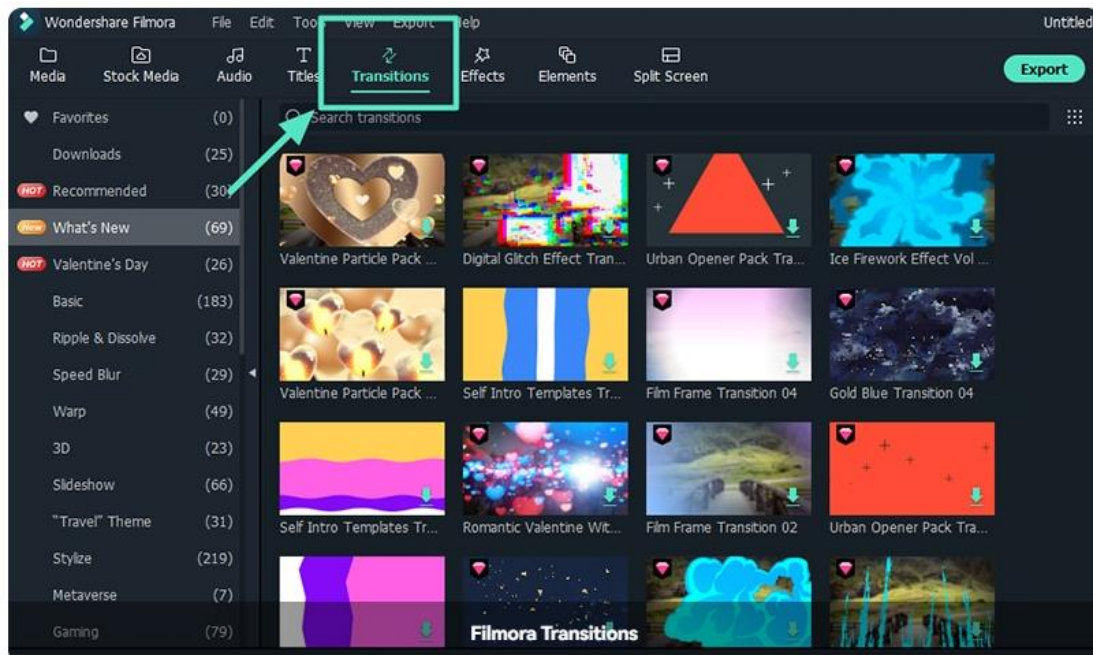 Wondershare Filmora File Edit Tools View Export Help Untitled
Media Stock Media Audio Titles Transitions Effects Elements Split Screen Export
Favorites (0)
Search transitions
Downloads (25)
HOT Recommended (30)
New What's New (69)
HOT Valentine's Day (26)
Basic (183)
Ripple & Dissolve (32)
Speed Blur (29)
Warp (49)
3D (23)
Slideshow (66)
"Travel" Theme (31)
Stylize (219)
Metaverse (7)
Gaming (79)
Valentine Particle Pack ... Digital Glitch Effect Tran... Urban Opener Pack Tra... Ice Firework Effect Vol ...
Valentine Particle Pack ... Self Intro Templates Tr... Film Frame Transition 04 Gold Blue Transition 04
Self Intro Templates Tr... Romantic Valentine Wit... Film Frame Transition 02 Urban Opener Pack Tra...
Filmora Transitions